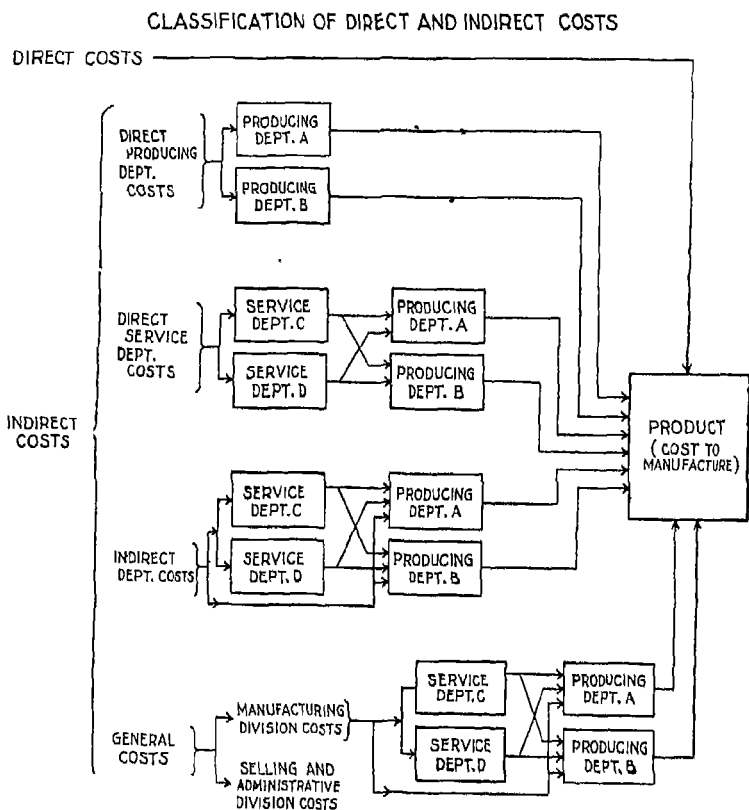 CLASSIFICATION OF DIRECT AND INDIRECT COSTS
DIRECT COSTS
INDIRECT
COSTS
DIRECT
PRODUCING
DEPT.
COSTS
PRODUCING
DEPT. A
PRODUCING
DEPT. B
DIRECT
SERVICE
DEPT.
COSTS
SERVICE
DEPT. C
SERVICE
DEPT. D
PRODUCING
DEPT. A
PRODUCING
DEPT. B
INDIRECT
DEPT. COSTS
SERVICE
DEPT. C
SERVICE
DEPT. D
PRODUCING
DEPT. A
PRODUCING
DEPT. B
GENERAL
COSTS
MANUFACTURING
DIVISION COSTS
SELLING AND
ADMINISTRATIVE
DIVISION COSTS
SERVICE
DEPT. C
SERVICE
DEPT. D
PRODUCING
DEPT. A
PRODUCING
DEPT. B
PRODUCT
(COST TO
MANUFACTURE)